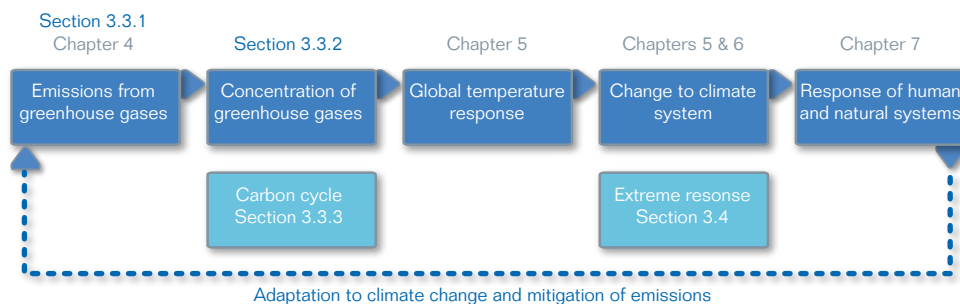 Section 3.3.1
Chapter 4
Section 3.3.2
Chapter 5
Chapters 5 & 6
Chapter 7
Emissions from
greenhouse gases
Concentration of
greenhouse gases
Global temperature
response
Change to climate
system
Response of human
and natural systems
Carbon cycle
Section 3.3.3
Extreme resonse
Section 3.4
Adaptation to climate change and mitigation of emissions